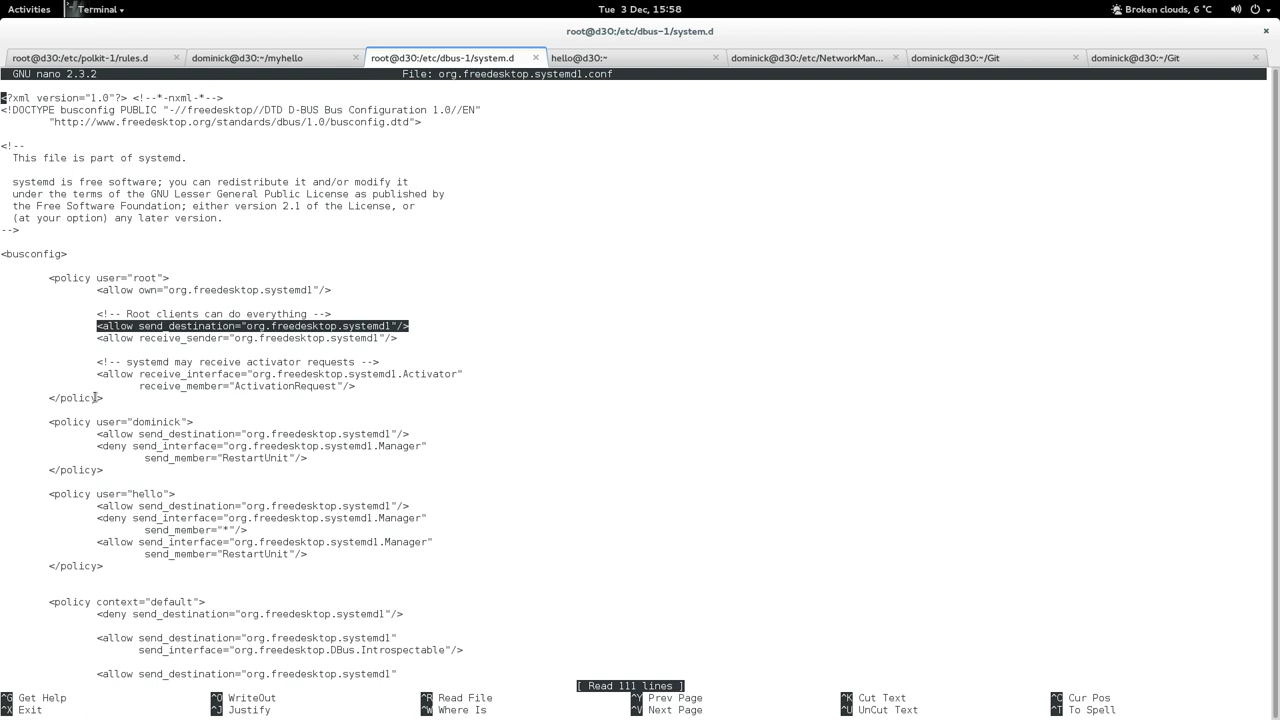 Activities Terminal Tue 3 Dec, 15:58 Broken clouds, 6 °C
root@d30:/etc/dbus-1/system.d
root@d30:/etc/polkit-1/rules.d dominick@d30:~/myhello root@d30:/etc/dbus-1/system.d hello@d30:~ dominick@d30:/etc/NetworkMan... dominick@d30:~/Git dominick@d30:~/Git
GNU nano 2.3.2 File: org.freedesktop.systemd1.conf
<?xml version="1.0"?> <!--*-nxml-*-->
<!DOCTYPE busconfig PUBLIC "-//freedesktop//DTD D-BUS Bus Configuration 1.0//EN"
"http://www.freedesktop.org/standards/dbus/1.0/busconfig.dtd">
<!--
This file is part of systemd.
systemd is free software; you can redistribute it and/or modify it
under the terms of the GNU Lesser General Public License as published by
the Free Software Foundation; either version 2.1 of the License, or
(at your option) any later version.
-->
<busconfig>
<policy user="root">
<allow own="org.freedesktop.systemd1"/>
<!-- Root clients can do everything -->
<allow send_destination="org.freedesktop.systemd1"/>
<allow receive_sender="org.freedesktop.systemd1"/>
<!-- systemd may receive activator requests -->
<allow receive_interface="org.freedesktop.systemd1.Activator"
receive_member="ActivationRequest"/>
</policy>
<policy user="dominick">
<allow send_destination="org.freedesktop.systemd1"/>
<deny send_interface="org.freedesktop.systemd1.Manager"
send_member="RestartUnit"/>
</policy>
<policy user="hello">
<allow send_destination="org.freedesktop.systemd1"/>
<deny send_interface="org.freedesktop.systemd1.Manager"
send_member="*"/>
<allow send_interface="org.freedesktop.systemd1.Manager"
send_member="RestartUnit"/>
</policy>
<policy context="default">
<deny send_destination="org.freedesktop.systemd1"/>
<allow send_destination="org.freedesktop.systemd1"
send_interface="org.freedesktop.DBus.Introspectable"/>
<allow send_destination="org.freedesktop.systemd1"
[ Read 111 lines ]
^G Get Help ^O WriteOut ^R Read File ^Y Prev Page ^K Cut Text ^C Cur Pos
^X Exit ^J Justify ^W Where Is ^V Next Page ^U UnCut Text ^T To Spell